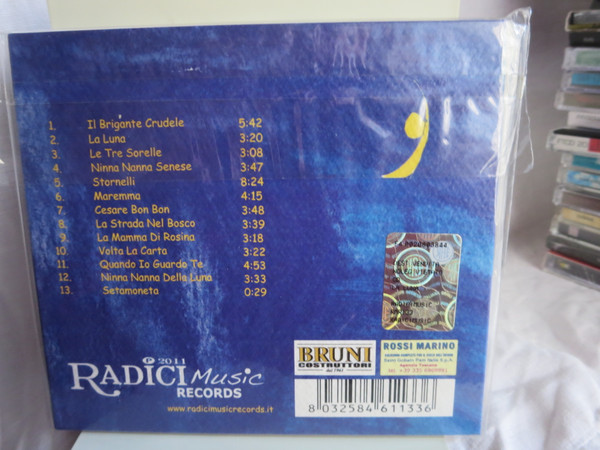 1. Il Brigante Crudele 5:42
2. La Luna 3:20
3. Le Tre Sorelle 3:08
4. Ninna Nanna Senese 3:47
5. Stornelli 8:24
6. Maremma 4:15
7. Cesare Bon Bon 3:48
8. La Strada Nel Bosco 3:39
9. La Mamma Di Rosina 3:18
10. Volta La Carta 3:22
11. Quando Io Guardo Te 4:53
12. Ninna Nanna Della Luna 3:33
13. Setamoneta 0:29
℗ 2011
RADICI Music
RECORDS
www.radicimusicrecords.it
BRUNI
COSTRUTTORI
dal 1961
ROSSI MARINO
Agenzia Toscana
8 032584 611336